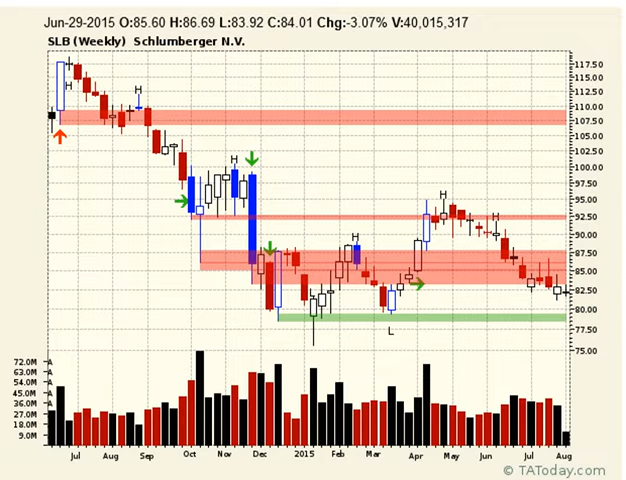 Jun-29-2015 O:85.60 H:86.69 L:83.92 C:84.01 Chg:-3.07% V:40,015,317
SLB (Weekly) Schlumberger N.V.
117.50
115.00
112.50
110.00
107.50
105.00
102.50
100.00
97.50
95.00
92.50
90.00
87.50
85.00
82.50
80.00
77.50
75.00
H
H
H
H
H
H
L
L
72.0M
63.0M
54.0M
45.0M
36.0M
27.0M
18.0M
9.0M
Jul Aug Sep Oct Nov Dec 2015 Feb Mar Apr May Jun Jul Aug
© TAToday.com